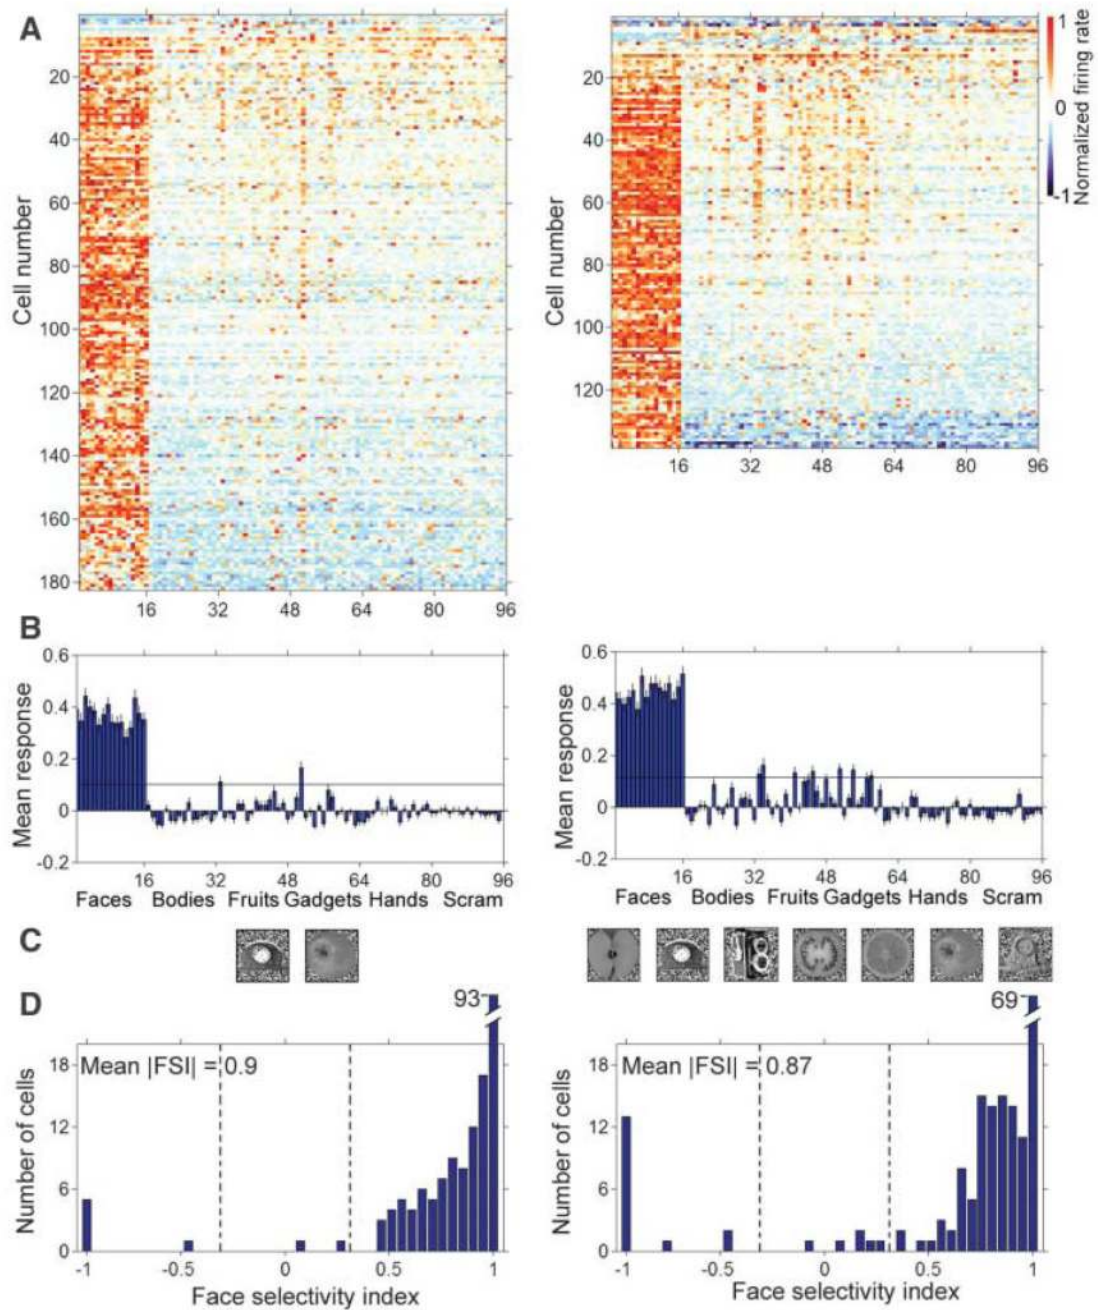 A
20
40
60
80
100
120
140
160
180
Cell number
16 32 48 64 80 96
20
40
60
80
100
120
Cell number
16 32 48 64 80 96
1
0
-1
Normalized firing rate
B
0.6
0.4
0.2
0
-0.2
Mean response
16 32 48 64 80 96
Faces Bodies Fruits Gadgets Hands Scram
0.6
0.4
0.2
0
-0.2
Mean response
16 32 48 64 80 96
Faces Bodies Fruits Gadgets Hands Scram
C
D
93
Mean |FSI| = 0.9
18
12
6
0
Number of cells
-1 -0.5 0 0.5 1
Face selectivity index
69
Mean |FSI| = 0.87
18
12
6
0
Number of cells
-1 -0.5 0 0.5 1
Face selectivity index